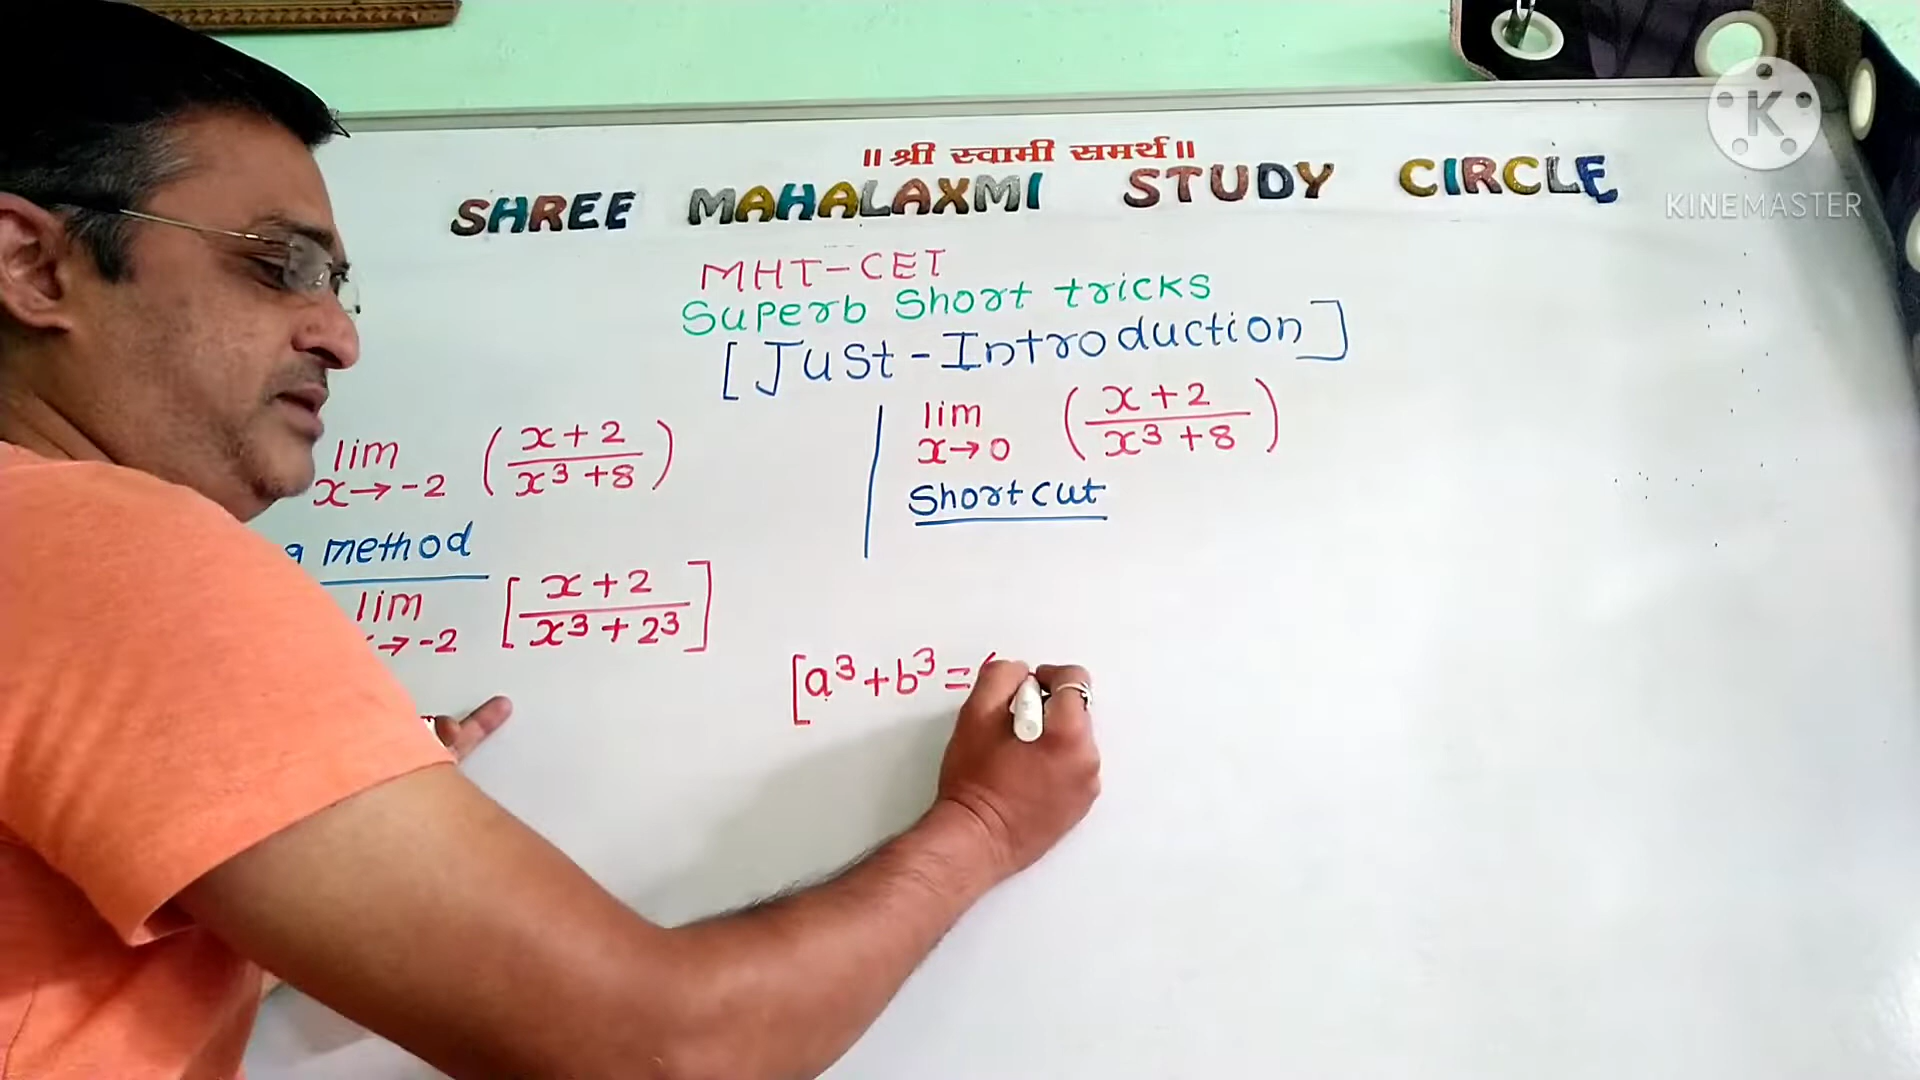 ॥ श्री स्वामी समर्थ ॥
SHREE MAHALAXMI STUDY CIRCLE
KINEMASTER
MHT-CET
Superb Short tricks
[Just-Introduction]
lim x→-2 (x+2 / x³+8)
method
lim →-2 [x+2 / x³+2³]
lim x→0 (x+2 / x³+8)
Shortcut
[a³+b³=(